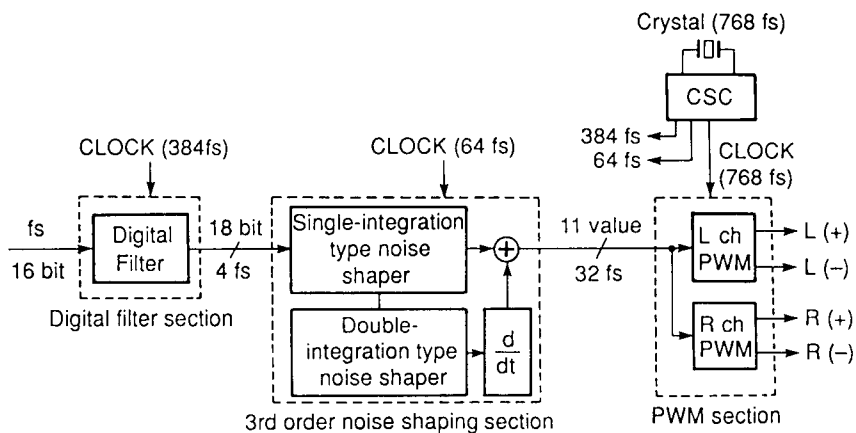 Crystal (768 fs)
CSC
384 fs
64 fs
CLOCK
(768 fs)
CLOCK (384fs)
CLOCK (64 fs)
fs
16 bit
Digital
Filter
18 bit
4 fs
Single-integration
type noise
shaper
Double-
integration type
noise shaper
d
dt
+
11 value
32 fs
L ch
PWM
L (+)
L (–)
R ch
PWM
R (+)
R (–)
Digital filter section
3rd order noise shaping section
PWM section